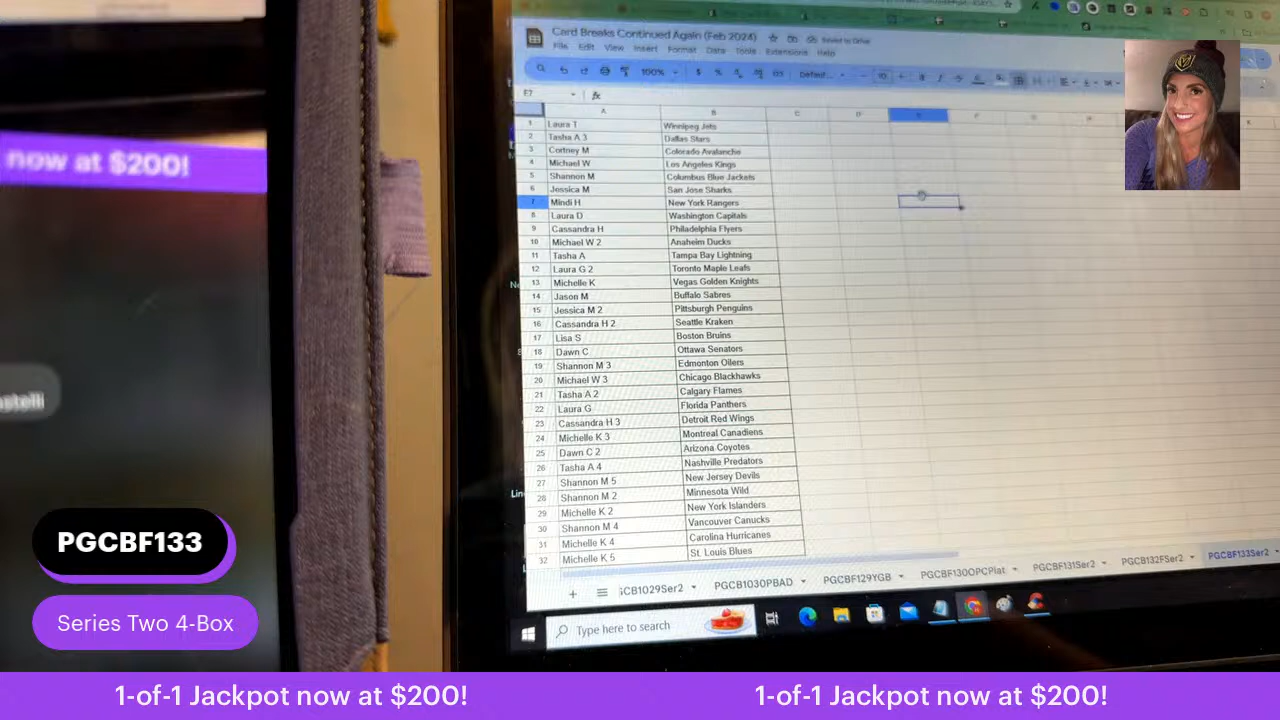 now at $200!
astelli
PGCBF133
Series Two 4-Box
Card Breaks Continued Again (Feb 2024)
Saved to Drive
File Edit View Insert Format Data Tools Extensions Help
100%
E7
A B
1 Laura T Winnipeg Jets
2 Tasha A 3 Dallas Stars
3 Cortney M Colorado Avalanche
4 Michael W Los Angeles Kings
5 Shannon M Columbus Blue Jackets
6 Jessica M San Jose Sharks
7 Mindi H New York Rangers
8 Laura D Washington Capitals
9 Cassandra H Philadelphia Flyers
10 Michael W 2 Anaheim Ducks
11 Tasha A Tampa Bay Lightning
12 Laura G 2 Toronto Maple Leafs
13 Michelle K Vegas Golden Knights
14 Jason M Buffalo Sabres
15 Jessica M 2 Pittsburgh Penguins
16 Cassandra H 2 Seattle Kraken
17 Lisa S Boston Bruins
18 Dawn C Ottawa Senators
19 Shannon M 3 Edmonton Oilers
20 Michael W 3 Chicago Blackhawks
21 Tasha A 2 Calgary Flames
22 Laura G Florida Panthers
23 Cassandra H 3 Detroit Red Wings
24 Michelle K 3 Montreal Canadiens
25 Dawn C 2 Arizona Coyotes
26 Tasha A 4 Nashville Predators
27 Shannon M 5 New Jersey Devils
28 Shannon M 2 Minnesota Wild
29 Michelle K 2 New York Islanders
30 Shannon M 4 Vancouver Canucks
31 Michelle K 4 Carolina Hurricanes
32 Michelle K 5 St. Louis Blues
CB1029Ser2 PGCB1030PBAD PGCBF129YGB PGCBF130OPCPlat PGCBF131Ser2 PGCB132FSer2 PGCBF133Ser2
Type here to search
1-of-1 Jackpot now at $200! 1-of-1 Jackpot now at $200!